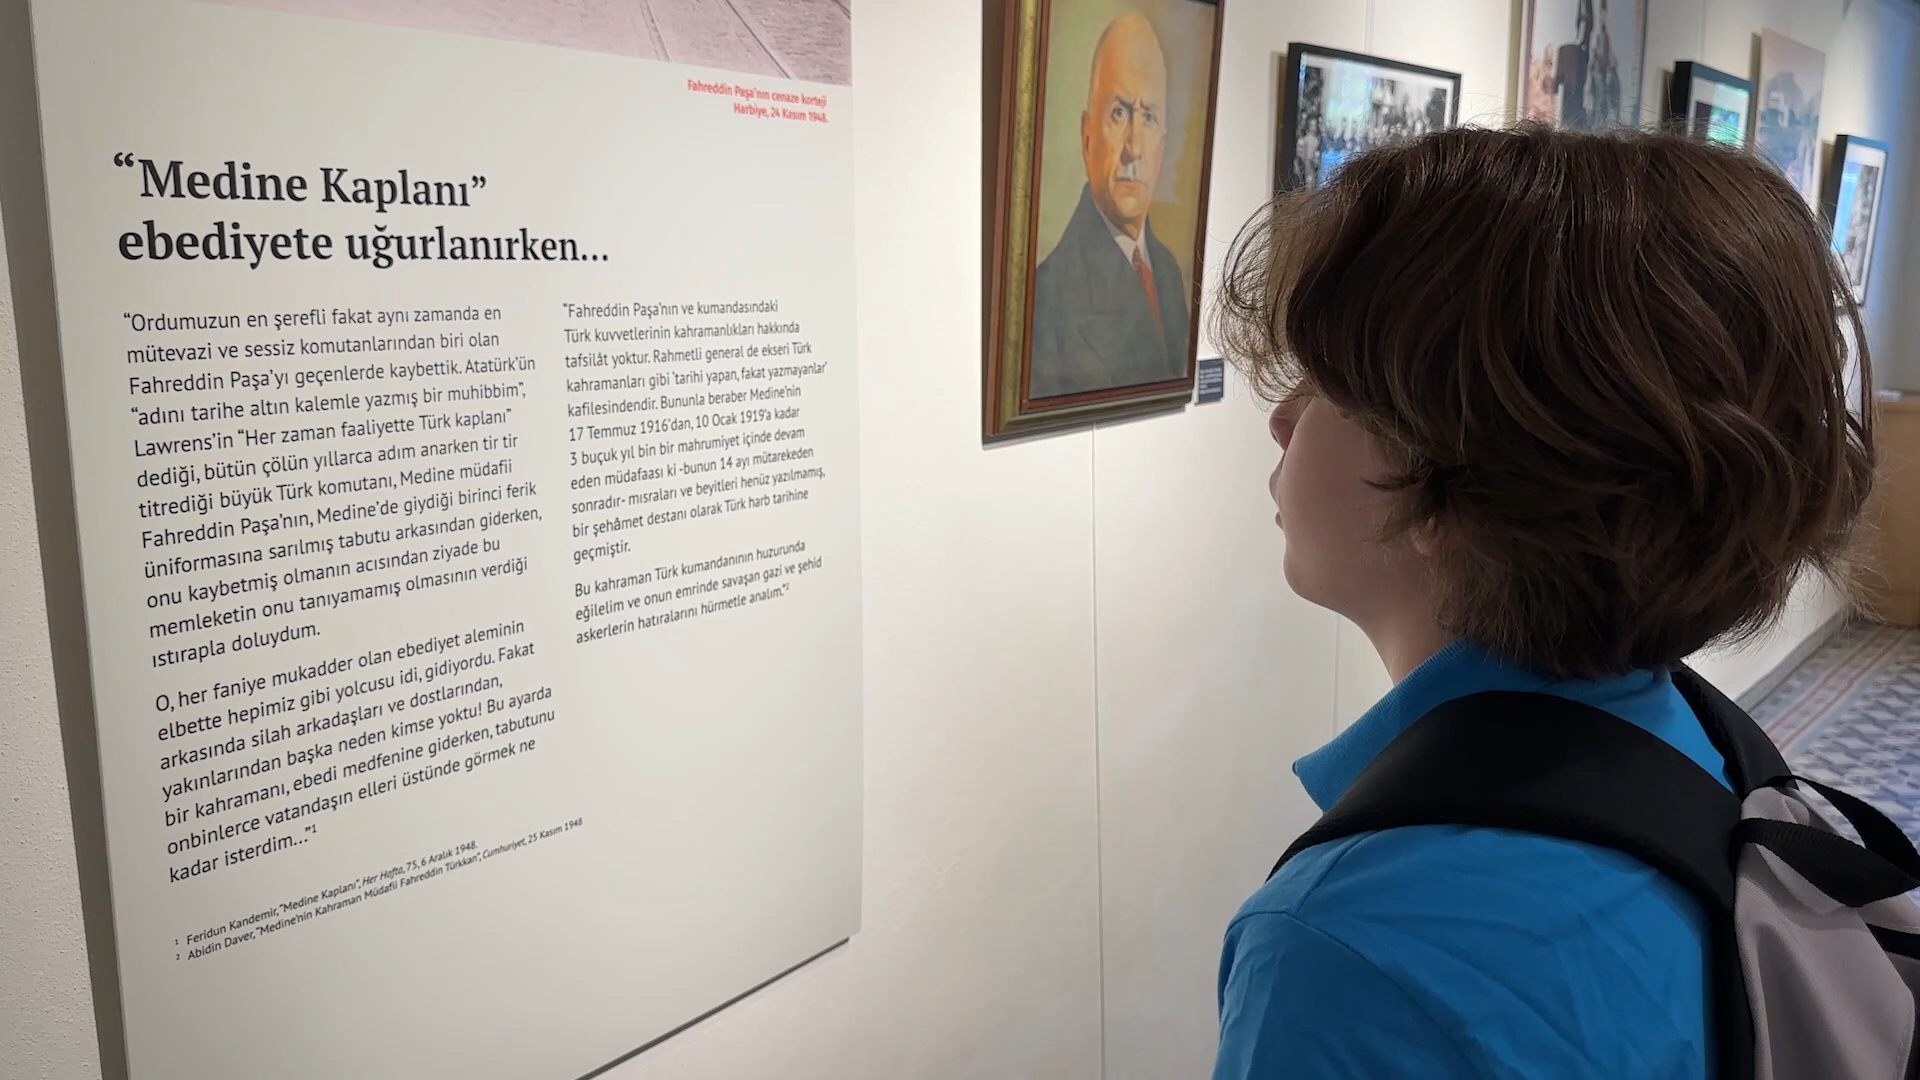 Fahreddin Paşa'nın cenaze korteji
Harbiye, 24 Kasım 1948.
“Medine Kaplanı”
ebediyete uğurlanırken...
“Ordumuzun en şerefli fakat aynı zamanda en
mütevazi ve sessiz komutanlarından biri olan
Fahreddin Paşa'yı geçenlerde kaybettik. Atatürk'ün
“adını tarihe altın kalemle yazmış bir muhibbim”,
Lawrens'in “Her zaman faaliyette Türk kaplanı”
dediği, bütün çölün yıllarca adım anarken tir tir
titrediği büyük Türk komutanı, Medine müdafii
Fahreddin Paşa'nın, Medine'de giydiği birinci ferik
üniformasına sarılmış tabutu arkasından giderken,
onu kaybetmiş olmanın acısından ziyade bu
memleketin onu tanıyamamış olmasının verdiği
ıstırapla doluydum.
O, her faniye mukadder olan ebediyet aleminin
elbette hepimiz gibi yolcusu idi, gidiyordu. Fakat
arkasında silah arkadaşları ve dostlarından,
yakınlarından başka neden kimse yoktu! Bu ayarda
bir kahramanı, ebedi medfenine giderken, tabutunu
onbinlerce vatandaşın elleri üstünde görmek ne
kadar isterdim...”1
“Fahreddin Paşa'nın ve kumandasındaki
Türk kuvvetlerinin kahramanlıkları hakkında
tafsilât yoktur. Rahmetli general de ekseri Türk
kahramanları gibi 'tarihi yapan, fakat yazmayanlar'
kafilesindendir. Bununla beraber Medine'nin
17 Temmuz 1916'dan, 10 Ocak 1919'a kadar
3 buçuk yıl bin bir mahrumiyet içinde devam
eden müdafaası ki -bunun 14 ayı mütarekeden
sonradır- mısraları ve beyitleri henüz yazılmamış,
bir şehâmet destanı olarak Türk harb tarihine
geçmiştir.
Bu kahraman Türk kumandanının huzurunda
eğilelim ve onun emrinde savaşan gazi ve şehid
askerlerin hatıralarını hürmetle analım.”2
1 Feridun Kandemir, “Medine Kaplanı”, Her Hafta, 75, 6 Aralık 1948.
2 Abidin Daver, “Medine'nin Kahraman Müdafii Fahreddin Türkkan”, Cumhuriyet, 25 Kasım 1948